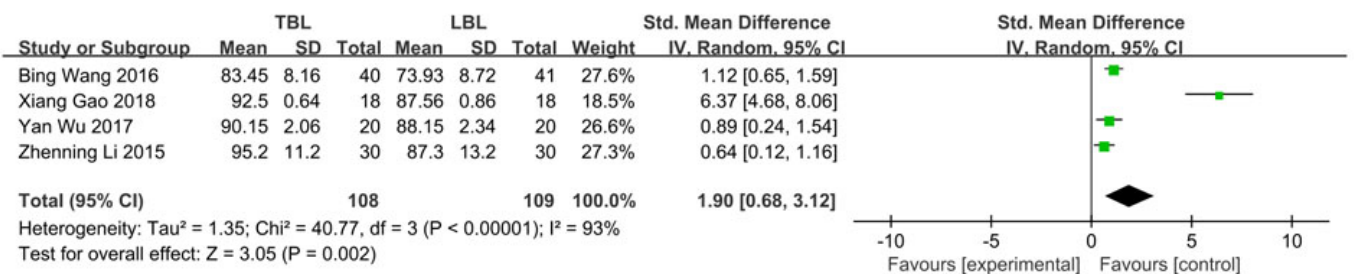 TBL LBL Std. Mean Difference Std. Mean Difference
Study or Subgroup Mean SD Total Mean SD Total Weight IV, Random, 95% CI IV, Random, 95% CI
Bing Wang 2016 83.45 8.16 40 73.93 8.72 41 27.6% 1.12 [0.65, 1.59]
Xiang Gao 2018 92.5 0.64 18 87.56 0.86 18 18.5% 6.37 [4.68, 8.06]
Yan Wu 2017 90.15 2.06 20 88.15 2.34 20 26.6% 0.89 [0.24, 1.54]
Zhenning Li 2015 95.2 11.2 30 87.3 13.2 30 27.3% 0.64 [0.12, 1.16]
Total (95% CI) 108 109 100.0% 1.90 [0.68, 3.12]
Heterogeneity: Tau² = 1.35; Chi² = 40.77, df = 3 (P < 0.00001); I² = 93%
Test for overall effect: Z = 3.05 (P = 0.002)
-10 -5 0 5 10
Favours [experimental] Favours [control]